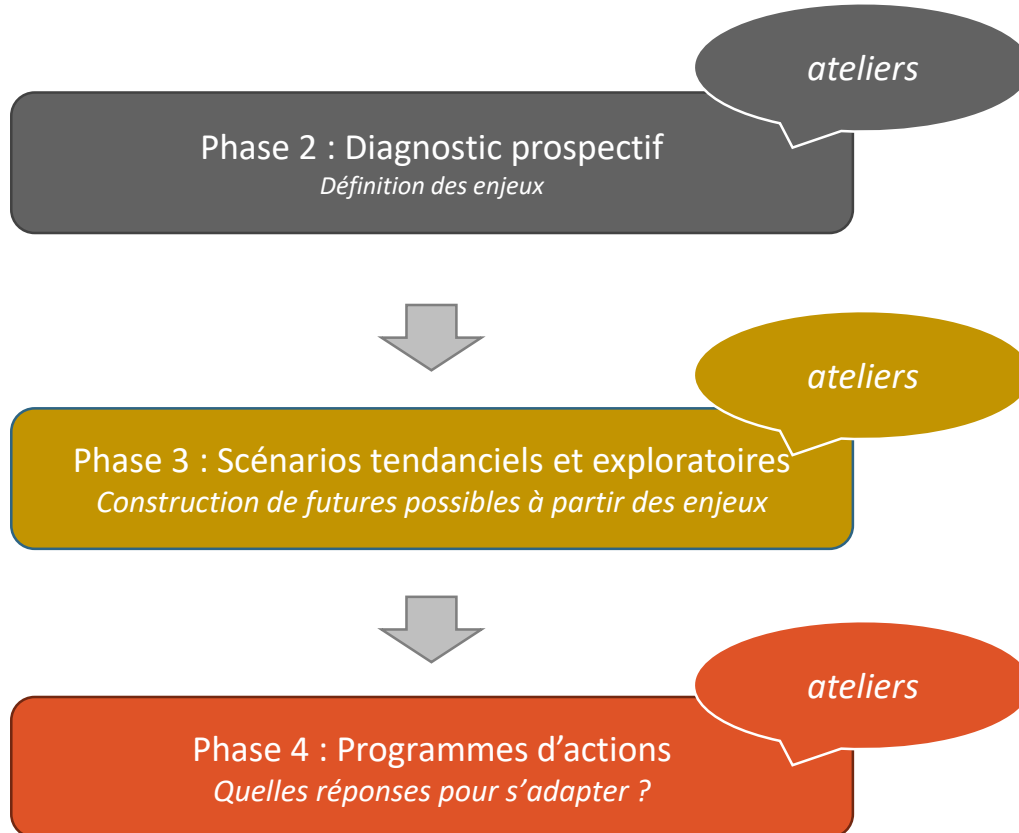 ateliers
Phase 2 : Diagnostic prospectif
Définition des enjeux
ateliers
Phase 3 : Scénarios tendanciels et exploratoires
Construction de futures possibles à partir des enjeux
ateliers
Phase 4 : Programmes d’actions
Quelles réponses pour s’adapter ?